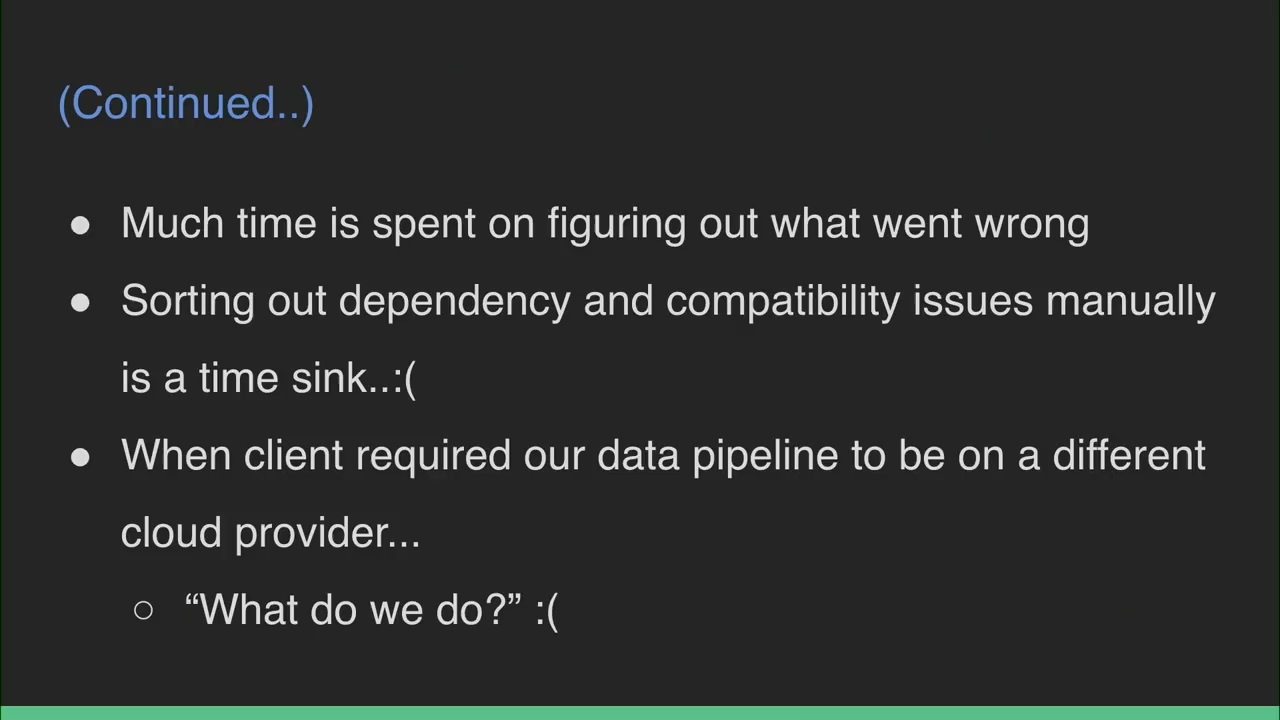 (Continued..)
● Much time is spent on figuring out what went wrong
● Sorting out dependency and compatibility issues manually
is a time sink..:(
● When client required our data pipeline to be on a different
cloud provider...
○ “What do we do?” :(